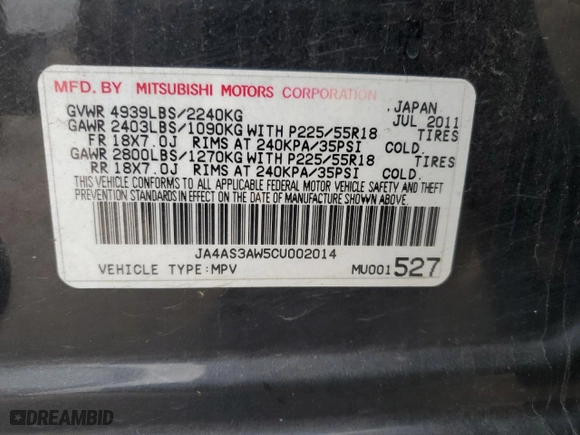 MFD. BY MITSUBISHI MOTORS CORPORATION
GVWR 4939LBS/2240KG JAPAN
GAWR 2403LBS/1090KG WITH P225/55R18 JUL 2011 TIRES
FR 18X7.0J RIMS AT 240KPA/35PSI COLD.
GAWR 2800LBS/1270KG WITH P225/55R18 TIRES
RR 18X7.0J RIMS AT 240KPA/35PSI COLD.
THIS VEHICLE CONFORMS TO ALL APPLICABLE FEDERAL MOTOR VEHICLE SAFETY AND THEFT
PREVENTION STANDARDS IN EFFECT ON THE DATE OF MANUFACTURE SHOWN ABOVE.
JA4AS3AW5CU002014
VEHICLE TYPE:MPV MU001 527
DREAMBID